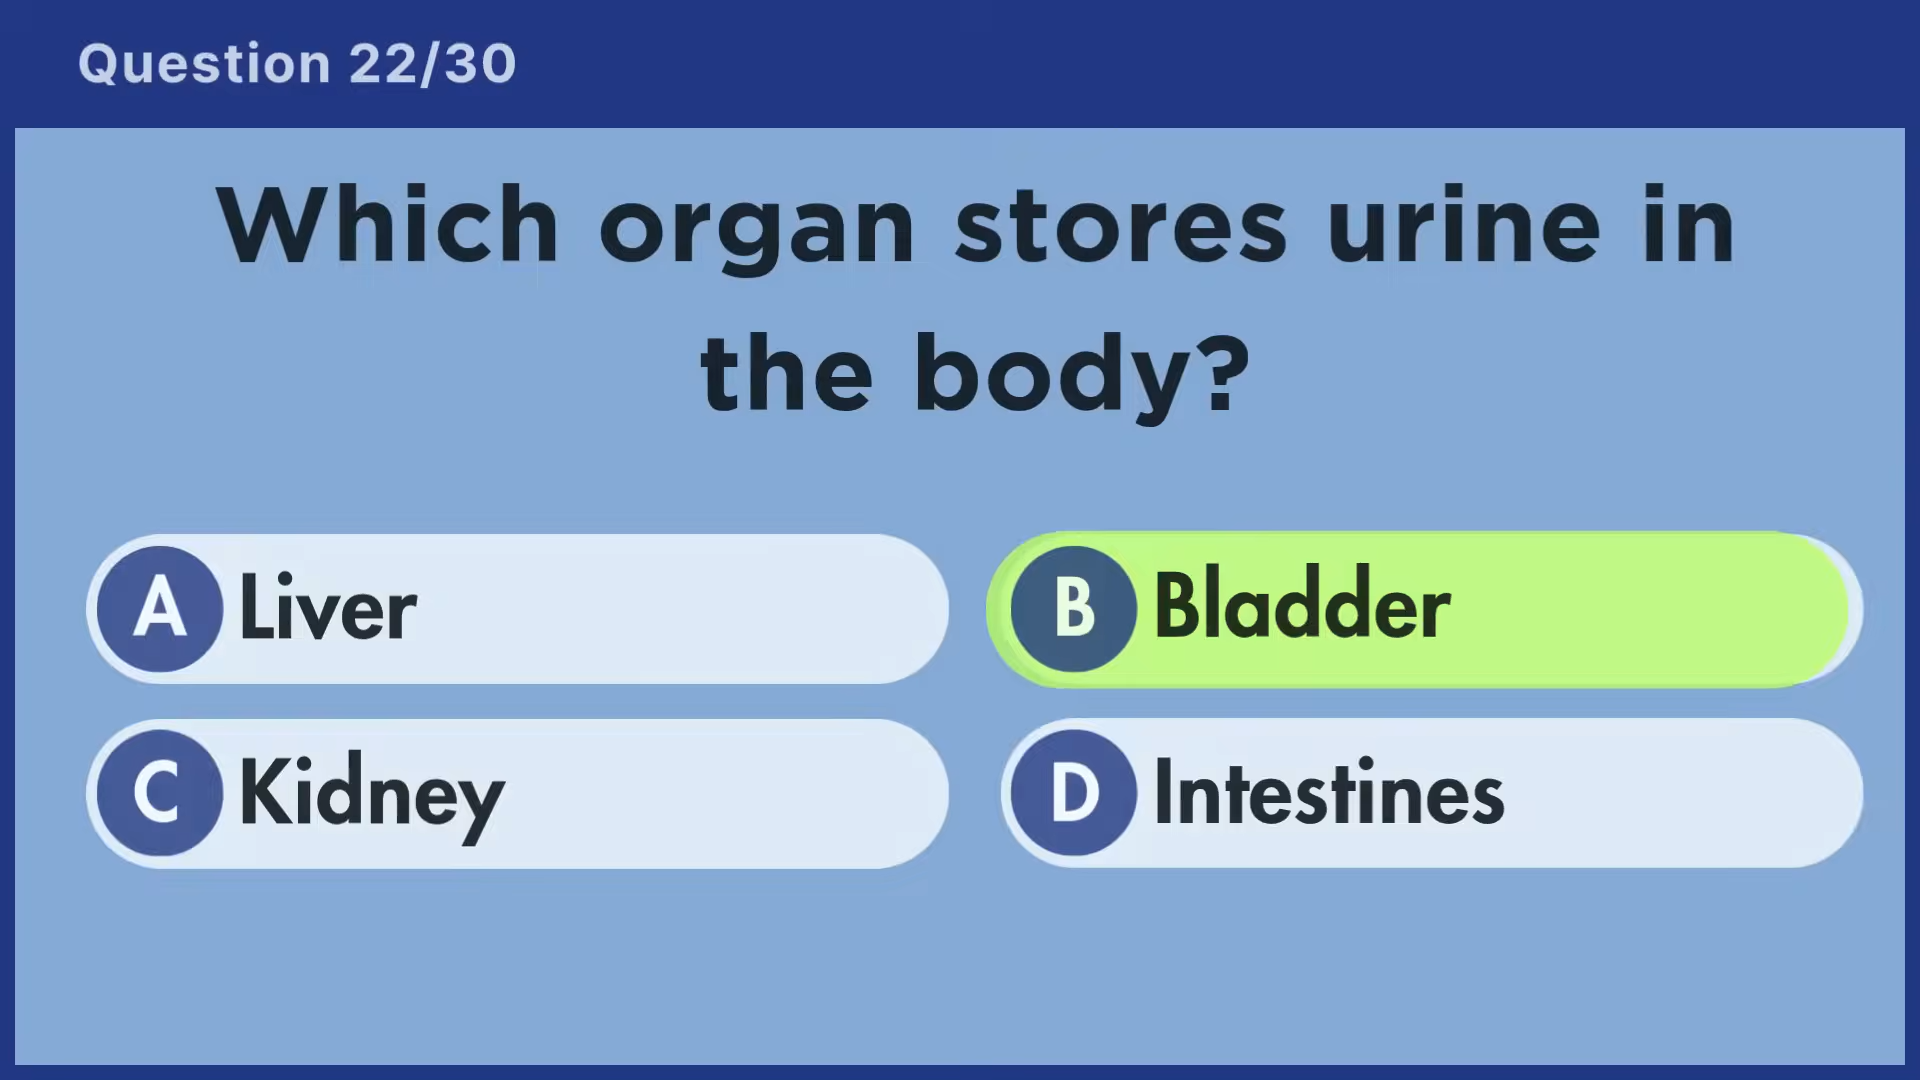 Question 22/30
Which organ stores urine in
the body?
A Liver
B Bladder
C Kidney
D Intestines